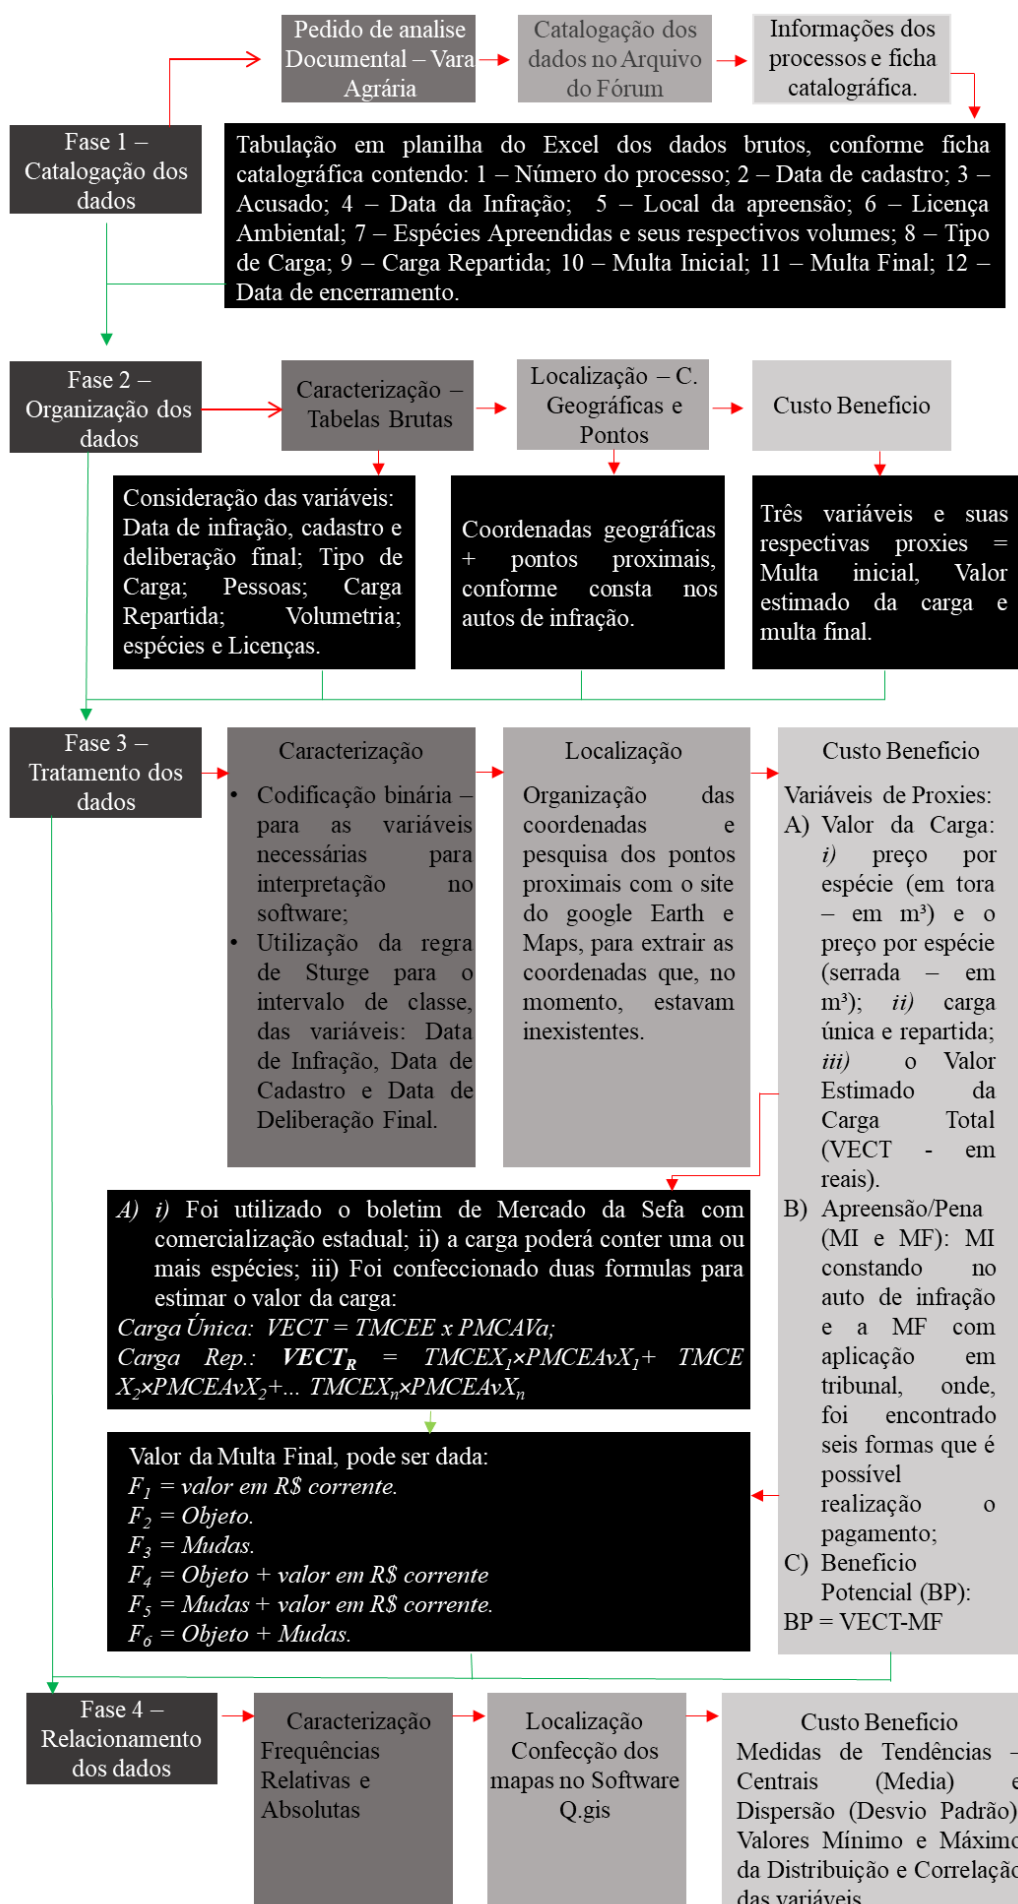 Pedido de analise
Documental – Vara
Agrária
Catalogação dos
dados no Arquivo
do Fórum
Informações dos
processos e ficha
catalográfica.
Fase 1 –
Catalogação dos
dados
Tabulação em planilha do Excel dos dados brutos, conforme ficha
catalográfica contendo: 1 – Número do processo; 2 – Data de cadastro; 3 –
Acusado; 4 – Data da Infração; 5 – Local da apreensão; 6 – Licença
Ambiental; 7 – Espécies Apreendidas e seus respectivos volumes; 8 – Tipo
de Carga; 9 – Carga Repartida; 10 – Multa Inicial; 11 – Multa Final; 12 –
Data de encerramento.
Fase 2 –
Organização dos
dados
Caracterização –
Tabelas Brutas
Localização – C.
Geográficas e
Pontos
Custo Beneficio
Consideração das variáveis:
Data de infração, cadastro e
deliberação final; Tipo de
Carga; Pessoas; Carga
Repartida; Volumetria;
espécies e Licenças.
Coordenadas geográficas
+ pontos proximais,
conforme consta nos
autos de infração.
Três variáveis e suas
respectivas proxies =
Multa inicial, Valor
estimado da carga e
multa final.
Fase 3 –
Tratamento dos
dados
Caracterização
• Codificação binária –
para as variáveis
necessárias para
interpretação no
software;
• Utilização da regra
de Sturge para o
intervalo de classe,
das variáveis: Data
de Infração, Data de
Cadastro e Data de
Deliberação Final.
Localização
Organização das
coordenadas e
pesquisa dos pontos
proximais com o site
do google Earth e
Maps, para extrair as
coordenadas que, no
momento, estavam
inexistentes.
Custo Beneficio
Variáveis de Proxies:
A) Valor da Carga:
i) preço por
espécie (em tora
– em m³) e o
preço por espécie
(serrada – em
m³); ii) carga
única e repartida;
iii) o Valor
Estimado da
Carga Total
(VECT - em
reais).
B) Apreensão/Pena
(MI e MF): MI
constando no
auto de infração
e a MF com
aplicação em
tribunal, onde,
foi encontrado
seis formas que é
possível
realização o
pagamento;
C) Beneficio
Potencial (BP):
BP = VECT-MF
A) i) Foi utilizado o boletim de Mercado da Sefa com
comercialização estadual; ii) a carga poderá conter uma ou
mais espécies; iii) Foi confeccionado duas formulas para
estimar o valor da carga:
Carga Única: VECT = TMCEE x PMCAVa;
Carga Rep.: VECT_R = TMCEX₁×PMCEAvX₁+ TMCE
X₂×PMCEAvX₂+... TMCEXₙ×PMCEAvXₙ
Valor da Multa Final, pode ser dada:
F₁ = valor em R$ corrente.
F₂ = Objeto.
F₃ = Mudas.
F₄ = Objeto + valor em R$ corrente
F₅ = Mudas + valor em R$ corrente.
F₆ = Objeto + Mudas.
Fase 4 –
Relacionamento
dos dados
Caracterização
Frequências
Relativas e
Absolutas
Localização
Confecção dos
mapas no Software
Q.gis
Custo Beneficio
Medidas de Tendências –
Centrais (Media) e
Dispersão (Desvio Padrão)
Valores Mínimo e Máximo
da Distribuição e Correlação
das variáveis